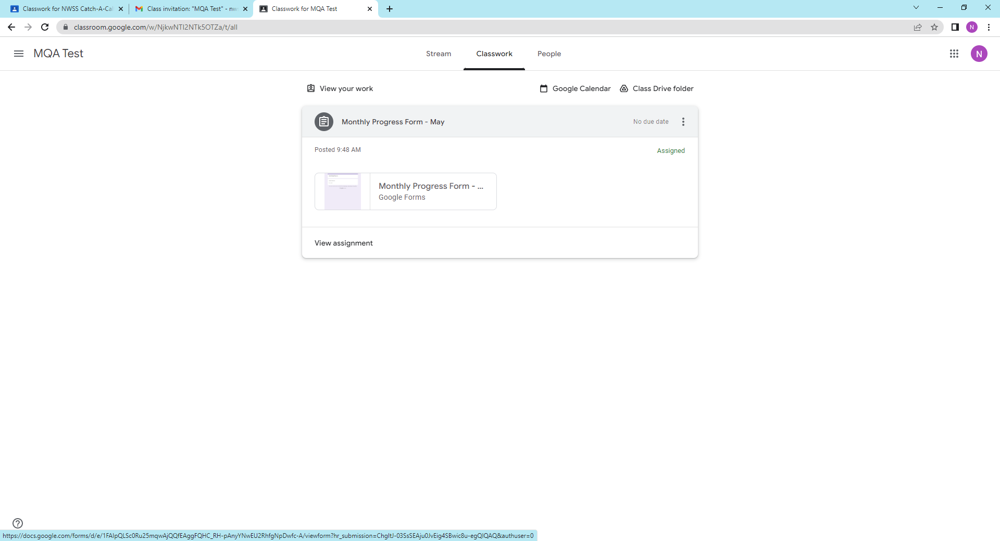 Classwork for NWSS Catch-A-Cal
Class invitation: "MQA Test" - nws
Classwork for MQA Test
classroom.google.com/w/NjkwNTI2NTk5OTZa/t/all
N
MQA Test
Stream
Classwork
People
N
View your work
Google Calendar
Class Drive folder
Monthly Progress Form - May
No due date
Posted 9:48 AM
Assigned
Monthly Progress Form - ...
Google Forms
View assignment
https://docs.google.com/forms/d/e/1FAIpQLSc0Ru25mqwAjQQfEAggFQHC_RH-pAnyYNwEU2RhfgNpDwfc-A/viewform?hr_submission=ChgItJ-03SsSEAju0JvEig4SBwic8u-egQIQAQ&authuser=0